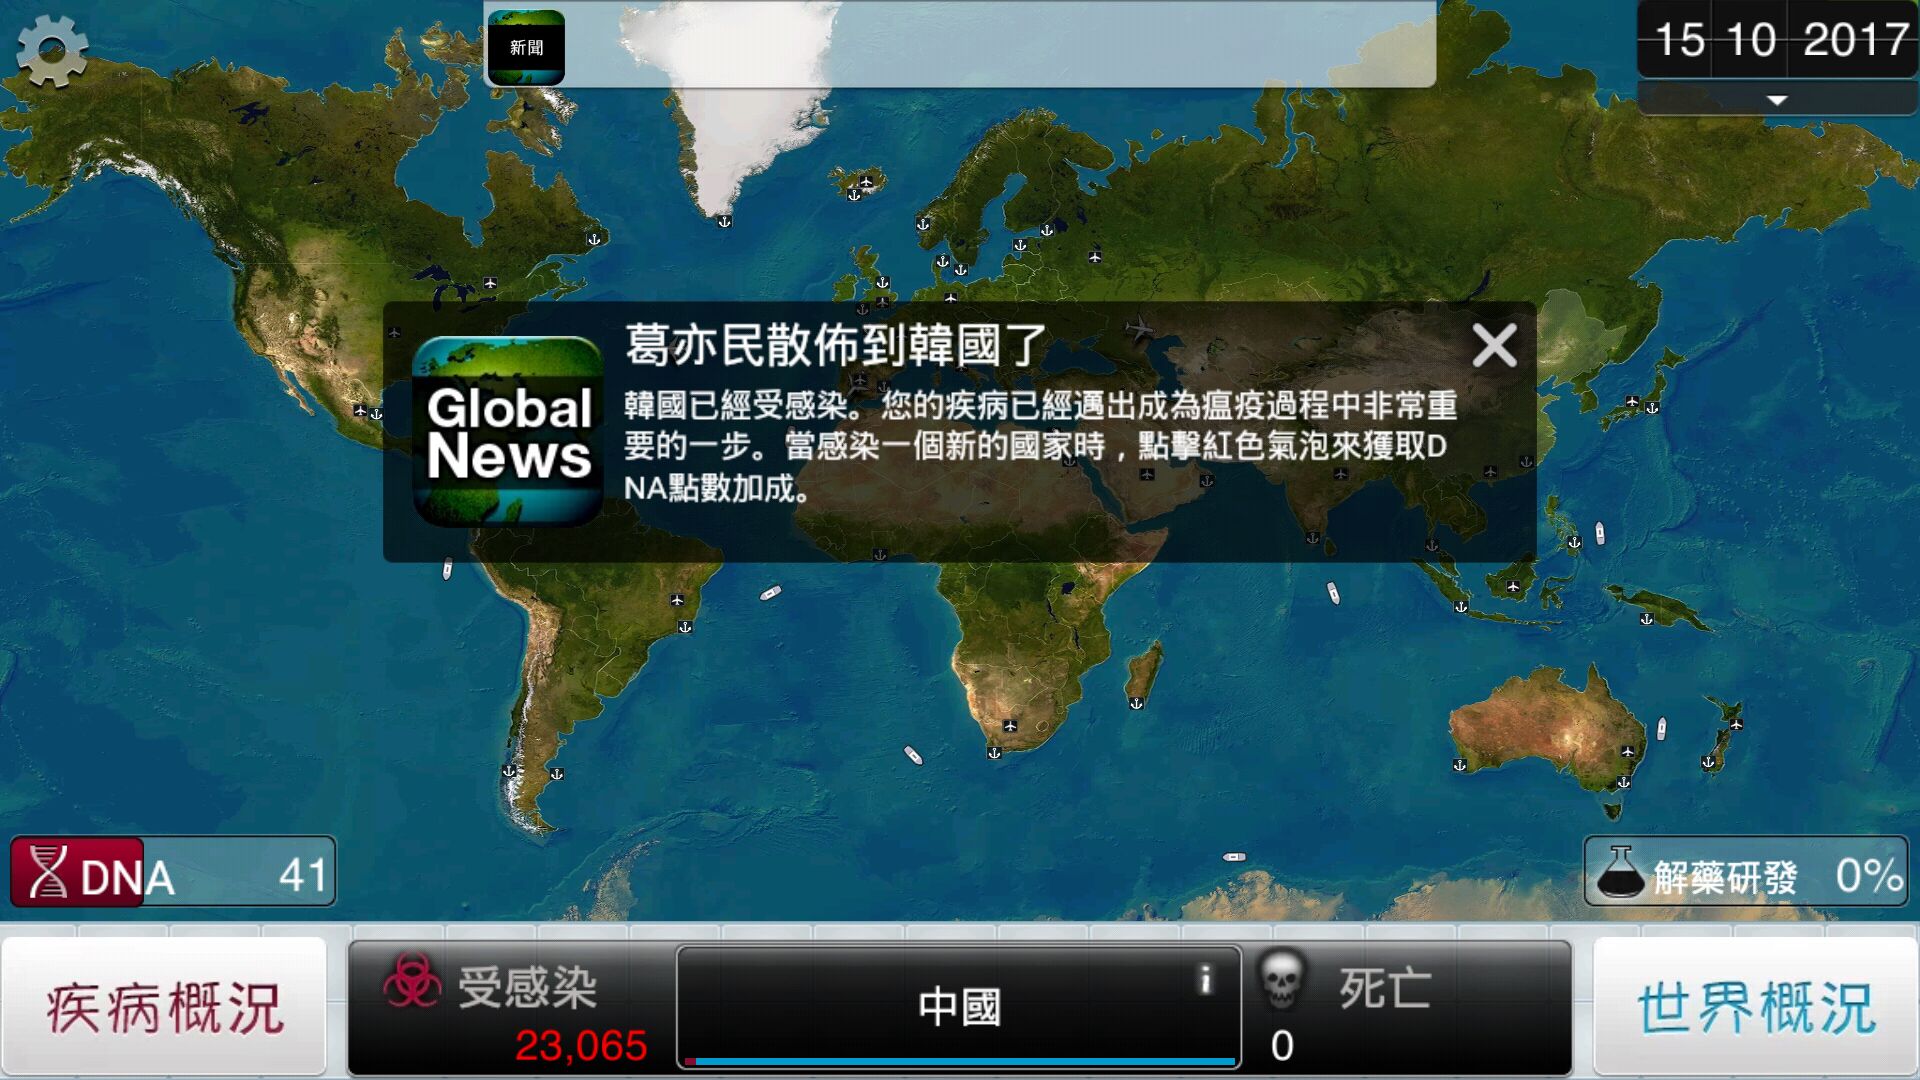 新聞
15 10 2017
葛亦民散佈到韓國了
Global
News
韓國已經受感染。您的疾病已經邁出成為瘟疫過程中非常重
要的一步。當感染一個新的國家時，點擊紅色氣泡來獲取D
NA點數加成。
DNA 41
解藥研發 0%
疾病概況
受感染
23,065
中國
i
死亡
0
世界概況